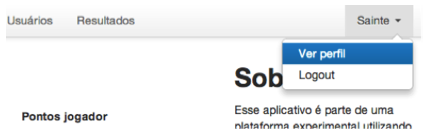 Usuários Resultados Sainte
Ver perfil
Logout
Sob
Pontos jogador
Esse aplicativo é parte de uma
plataforma experimental utilizando